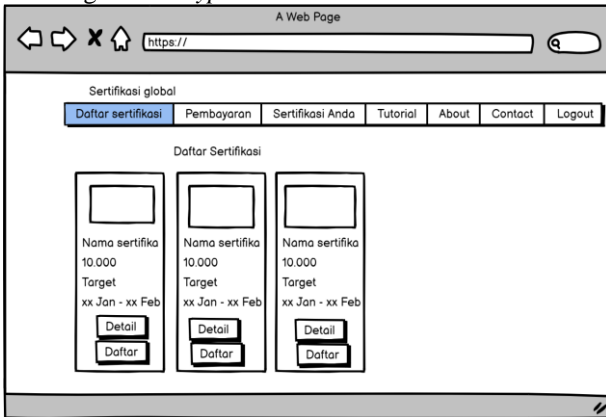 A Web Page
https://
Sertifikasi global
Daftar sertifikasi Pembayaran Sertifikasi Anda Tutorial About Contact Logout
Daftar Sertifikasi
Nama sertifika Nama sertifika Nama sertifika
10.000 10.000 10.000
Target Target Target
xx Jan - xx Feb xx Jan - xx Feb xx Jan - xx Feb
Detail Detail Detail
Daftar Daftar Daftar